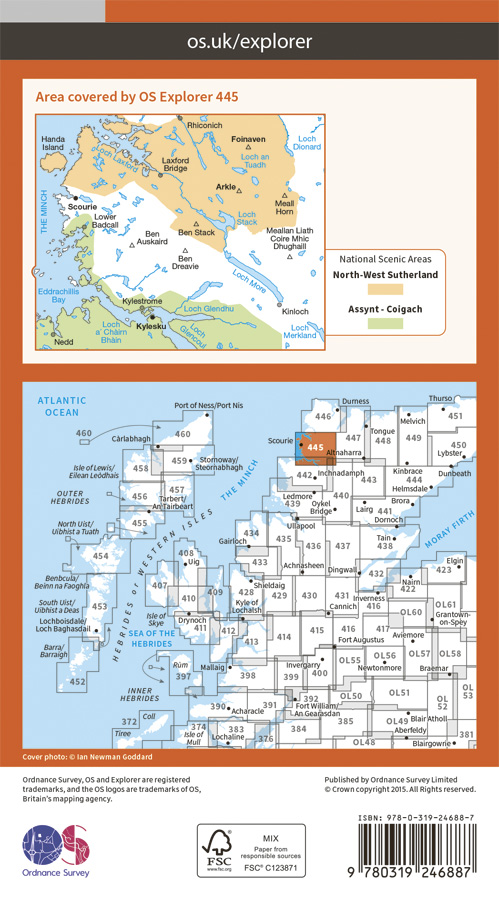 os.uk/explorer
Area covered by OS Explorer 445
Rhiconich
Handa
Island
Foinaven
Loch
Dionard
Loch Laxford
Laxford
Bridge
Loch an
Tuadh
Arkle
THE MINCH
Scourie
Meall
Horn
Lower
Badcall
Loch
Stack
Ben
Auskaird
Ben Stack
Meallan Liath
Coire Mhic
Dhughaill
Ben
Dreavie
Loch More
Eddrachillis
Bay
Kylestrome
Loch Glendhu
Kinloch
Kylesku
Loch
a' Chàirn
Bhàin
Loch
Glencoul
Loch
Merkland
Nedd
National Scenic Areas
North-West Sutherland
Assynt - Coigach
ATLANTIC
OCEAN
Port of Ness/Port Nis
Durness
Thurso
446
451
460
Càrlabhagh
460
Scourie
445
447
Tongue
448
Melvich
449
450
Lybster
Altnaharra
458
459
Stornoway/
Steòrnabhagh
Isle of Lewis/
Eilean Leòdhais
THE MINCH
442
Inchnadamph
443
Kinbrace
444
Dunbeath
Helmsdale
456
457
Tarbert/
An Tairbeart
OUTER
HEBRIDES
Ledmore
439
Oykel
Bridge
440
Lairg
441
Brora
Dornoch
455
North Uist/
Uibhist a Tuath
HEBRIDES or WESTERN ISLES
Ullapool
434
435
436
437
438
Tain
MORAY FIRTH
Gairloch
454
408
Uig
433
Achnasheen
Dingwall
432
Elgin
423
Benbcula/
Beinn na Faoghla
407
409
Shieldaig
Nairn
422
410
428
429
430
431
Inverness
South Uist/
Uibhist a Deas
453
Kyle of
Lochalsh
Cannich
416
OL60
OL61
Grantown-
on-Spey
Lochboisdale/
Loch Baghasdail
Isle of
Skye
Drynoch
411
412
413
414
415
416
417
Aviemore
SEA OF THE
HEBRIDES
Fort Augustus
Barra/
Barraigh
452
Rùm
397
Mallaig
398
Invergarry
399
400
OL55
OL56
Newtonmore
OL57
Braemar
OL58
INNER
HEBRIDES
390
391
392
OL50
OL51
OL
52
OL
53
Acharacle
Fort William/
An Gearasdan
372
Coll
Tiree
374
Isle of
Mull
383
Lochaline
376
384
385
OL49
Blair Atholl
Aberfeldy
OL48
Blairgowrie
381
Cover photo: © Ian Newman Goddard
Ordnance Survey, OS and Explorer are registered
trademarks, and the OS logos are trademarks of OS,
Britain's mapping agency.
Published by Ordnance Survey Limited
© Crown copyright 2015. All Rights reserved.
OS
Ordnance Survey
FSC
www.fsc.org
MIX
Paper from
responsible sources
FSC® C123871
ISBN: 978-0-319-24688-7
9 780319 246887